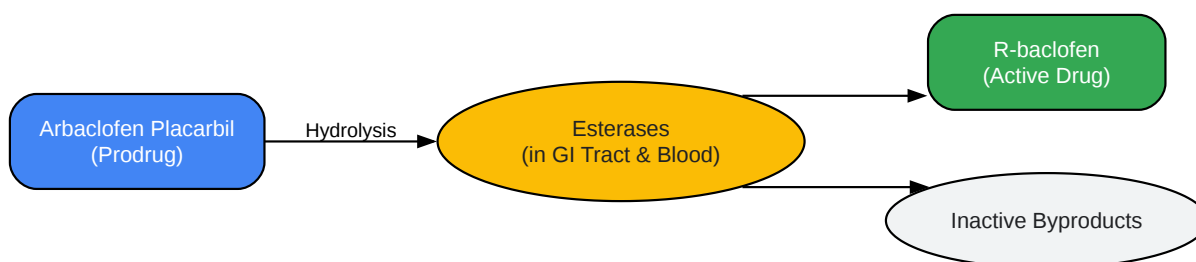 Arbaclofen Placarbil
(Prodrug)
Hydrolysis
Esterases
(in GI Tract & Blood)
R-baclofen
(Active Drug)
Inactive Byproducts